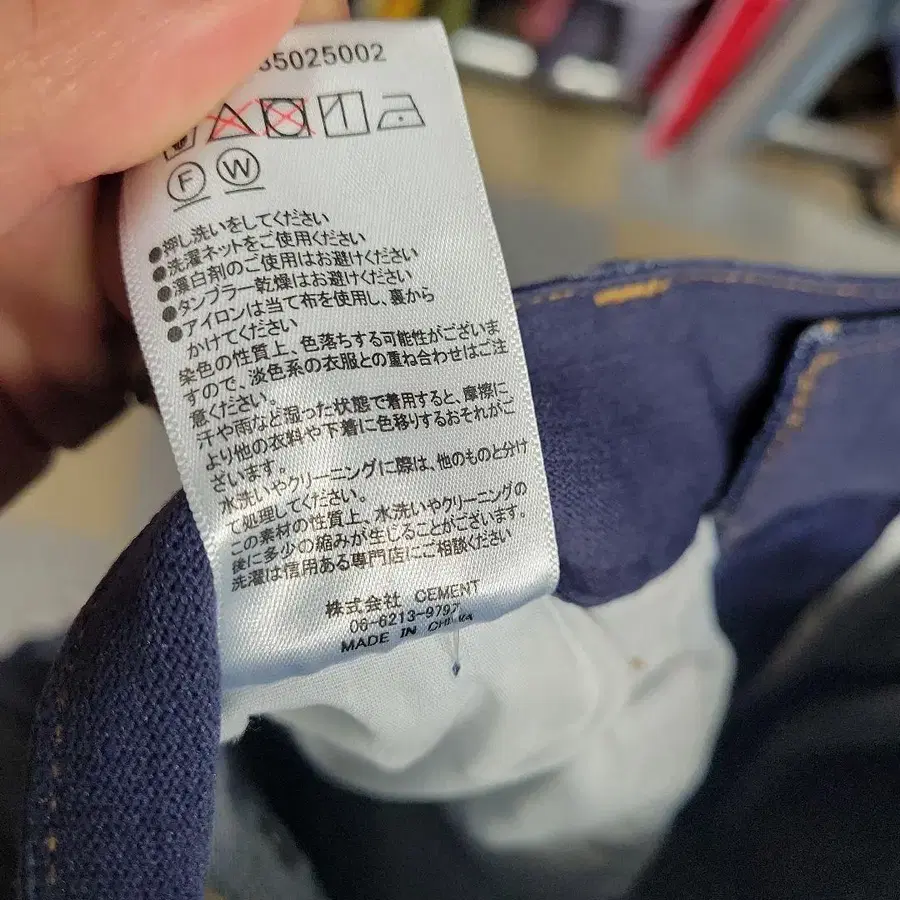 35025002
F W
●押し洗いをしてください
●洗濯ネットをご使用ください
●漂白剤のご使用はお避けください
●タンブラー乾燥はお避けください
●アイロンは当て布を使用し、裏から
かけてください
染色の性質上、色落ちする可能性がございま
すので、淡色系の衣服との重ね合わせはご注
意ください。
汗や雨など湿った状態で着用すると、摩擦に
より他の衣料や下着に色移りするおそれがご
ざいます。
水洗いやクリーニングに際は、他のものと分け
て処理してください。
この素材の性質上、水洗いやクリーニングの
後に多少の縮みが生じることがございます。
洗濯は信用ある専門店にご相談ください
株式会社 CEMENT
06-6213-9797
MADE IN CHINA